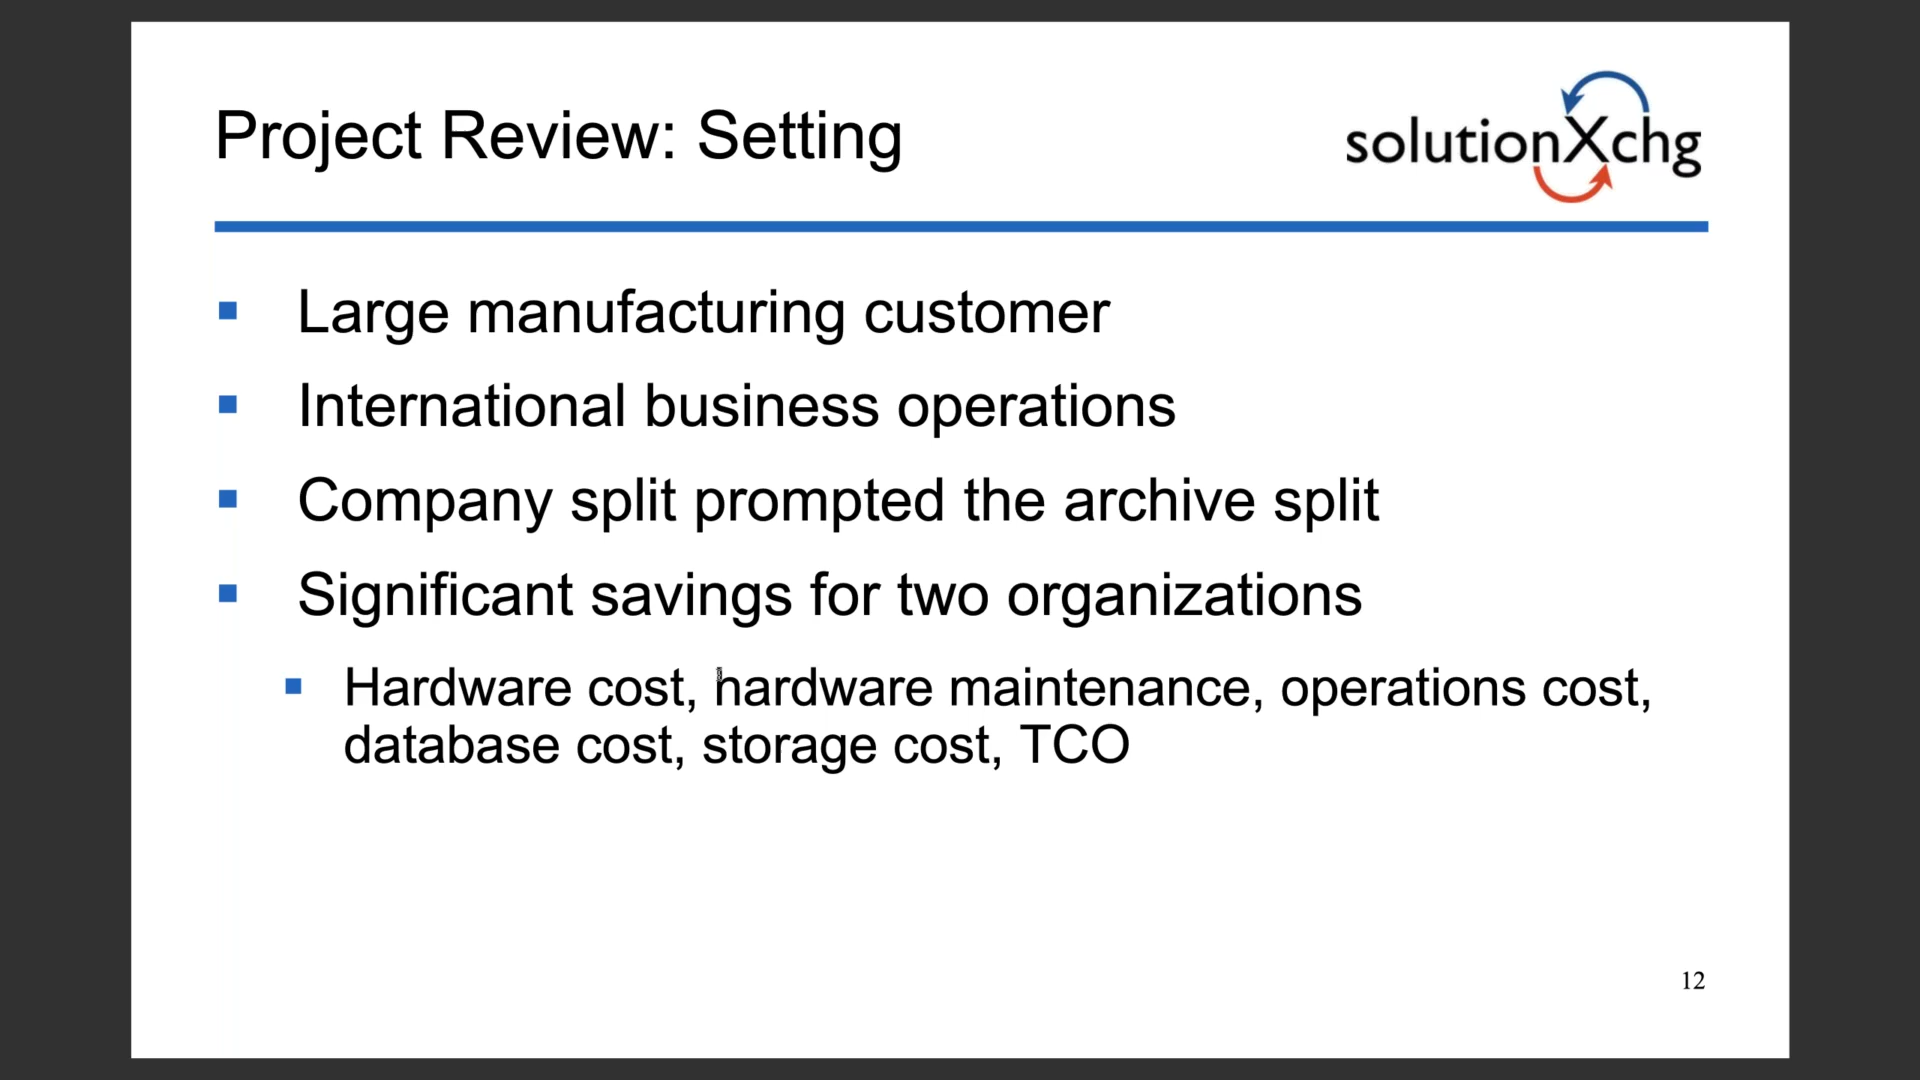 Project Review: Setting
solutionXchg
Large manufacturing customer
International business operations
Company split prompted the archive split
Significant savings for two organizations
Hardware cost, hardware maintenance, operations cost,
database cost, storage cost, TCO
12